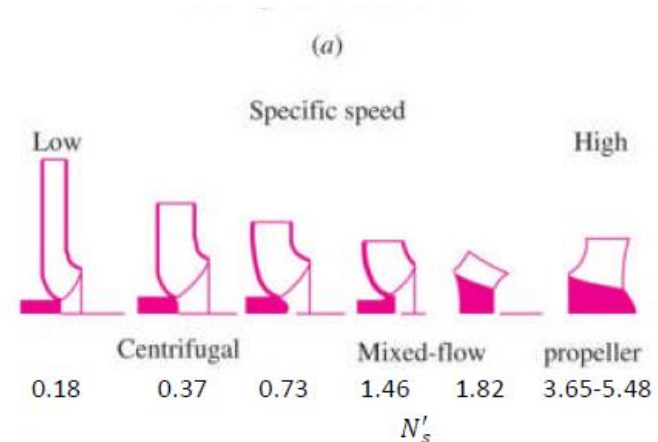 (a)
Specific speed
Low High
Centrifugal Mixed-flow propeller
0.18 0.37 0.73 1.46 1.82 3.65-5.48
N's